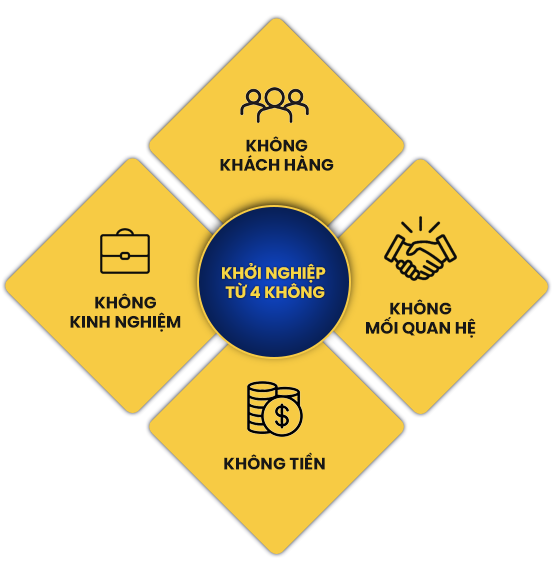 KHÔNG
KHÁCH HÀNG
KHỞI NGHIỆP
TỪ 4 KHÔNG
KHÔNG
KINH NGHIỆM
KHÔNG
MỐI QUAN HỆ
$
KHÔNG TIỀN